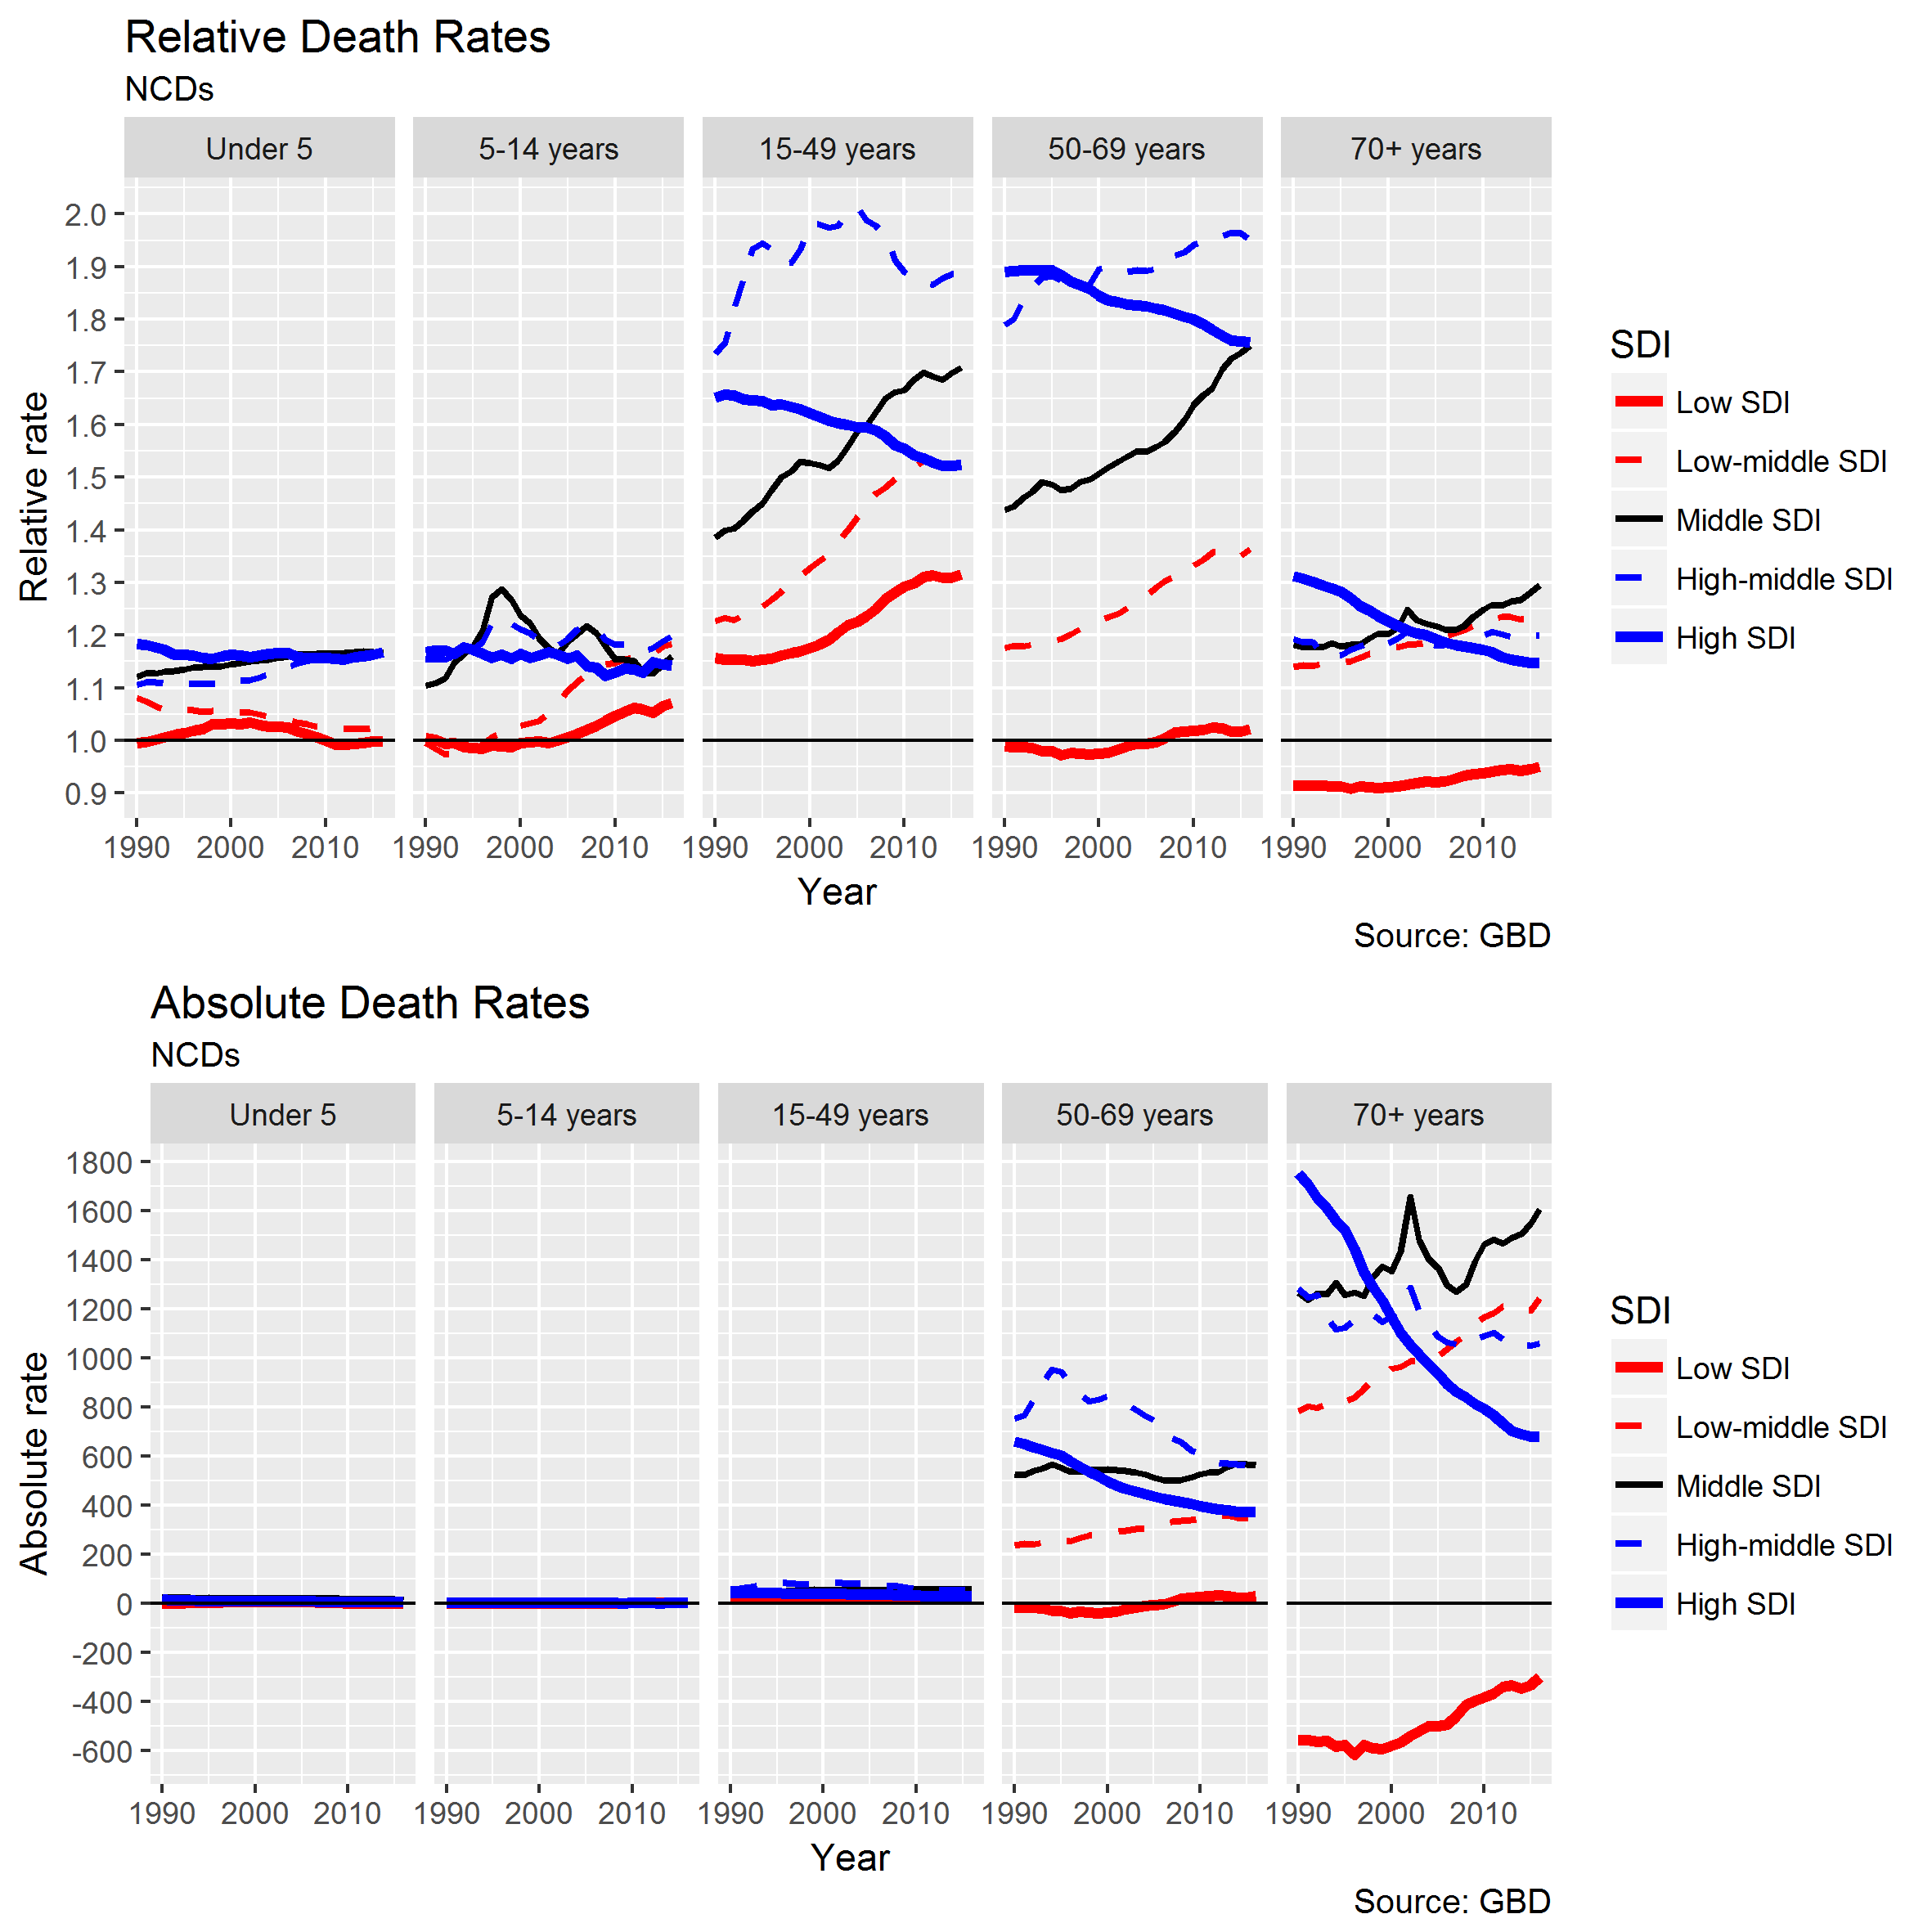 Relative Death Rates
NCDs
Under 5 5-14 years 15-49 years 50-69 years 70+ years
2.0
1.9
1.8
1.7
1.6
1.5
1.4
1.3
1.2
1.1
1.0
0.9
Relative rate
1990 2000 2010 1990 2000 2010 1990 2000 2010 1990 2000 2010 1990 2000 2010
Year
Source: GBD
SDI
Low SDI
Low-middle SDI
Middle SDI
High-middle SDI
High SDI
Absolute Death Rates
NCDs
Under 5 5-14 years 15-49 years 50-69 years 70+ years
1800
1600
1400
1200
1000
800
600
400
200
0
-200
-400
-600
Absolute rate
1990 2000 2010 1990 2000 2010 1990 2000 2010 1990 2000 2010 1990 2000 2010
Year
Source: GBD
SDI
Low SDI
Low-middle SDI
Middle SDI
High-middle SDI
High SDI